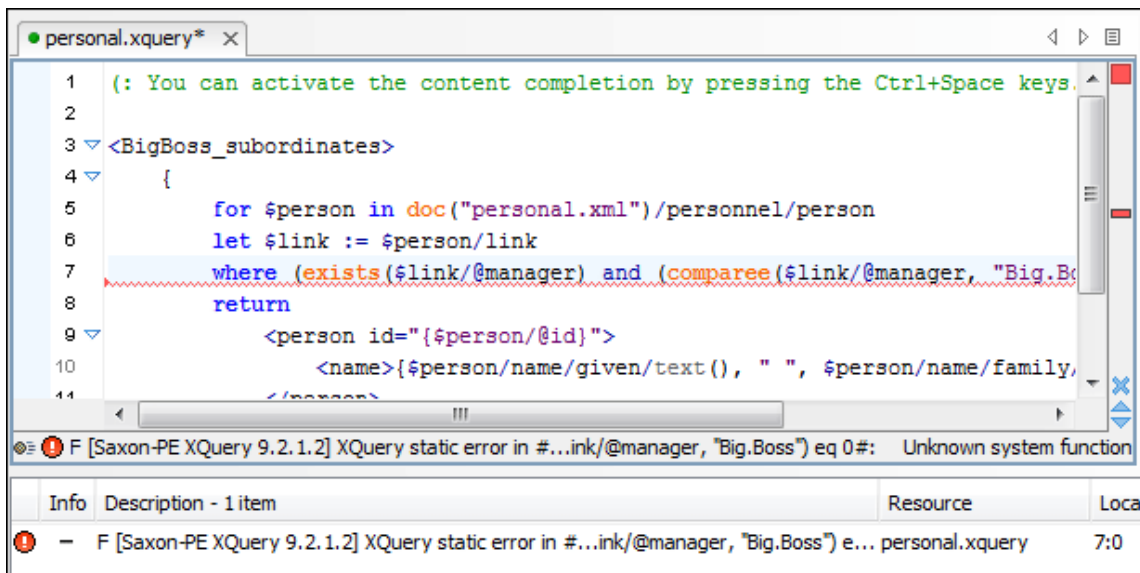 personal.xquery*
1 (: You can activate the content completion by pressing the Ctrl+Space keys.
2
3 <BigBoss_subordinates>
4 {
5 for $person in doc("personal.xml")/personnel/person
6 let $link := $person/link
7 where (exists($link/@manager) and (comparee($link/@manager, "Big.Bo
8 return
9 <person id="{$person/@id}">
10 <name>{$person/name/given/text(), " ", $person/name/family/
11 </person>
F [Saxon-PE XQuery 9.2.1.2] XQuery static error in #...ink/@manager, "Big.Boss") eq 0#: Unknown system function
Info Description - 1 item Resource Loca
F [Saxon-PE XQuery 9.2.1.2] XQuery static error in #...ink/@manager, "Big.Boss") e... personal.xquery 7:0